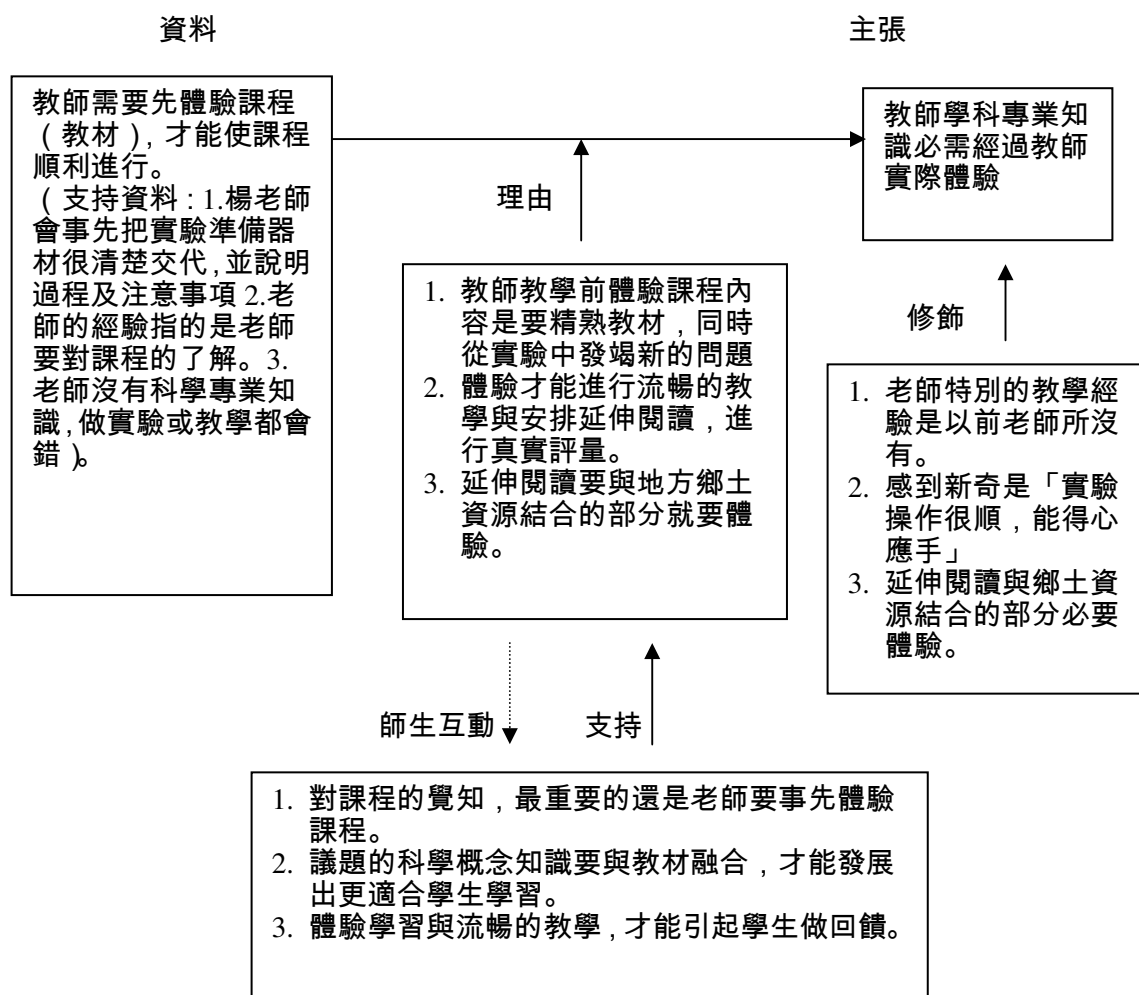 資料
主張
教師需要先體驗課程
（教材），才能使課程
順利進行。
（支持資料：1.楊老師
會事先把實驗準備器
材很清楚交代，並說明
過程及注意事項 2.老
師的經驗指的是老師
要對課程的了解。3.
老師沒有科學專業知
識，做實驗或教學都會
錯）。
教師學科專業知
識必需經過教師
實際體驗
理由
1. 教師教學前體驗課程內
容是要精熟教材，同時
從實驗中發竭新的問題
2. 體驗才能進行流暢的教
學與安排延伸閱讀，進
行真實評量。
3. 延伸閱讀要與地方鄉土
資源結合的部分就要體
驗。
修飾
1. 老師特別的教學經
驗是以前老師所沒
有。
2. 感到新奇是「實驗
操作很順，能得心
應手」
3. 延伸閱讀與鄉土資
源結合的部分必要
體驗。
師生互動
支持
1. 對課程的覺知，最重要的還是老師要事先體驗
課程。
2. 議題的科學概念知識要與教材融合，才能發展
出更適合學生學習。
3. 體驗學習與流暢的教學，才能引起學生做回饋。